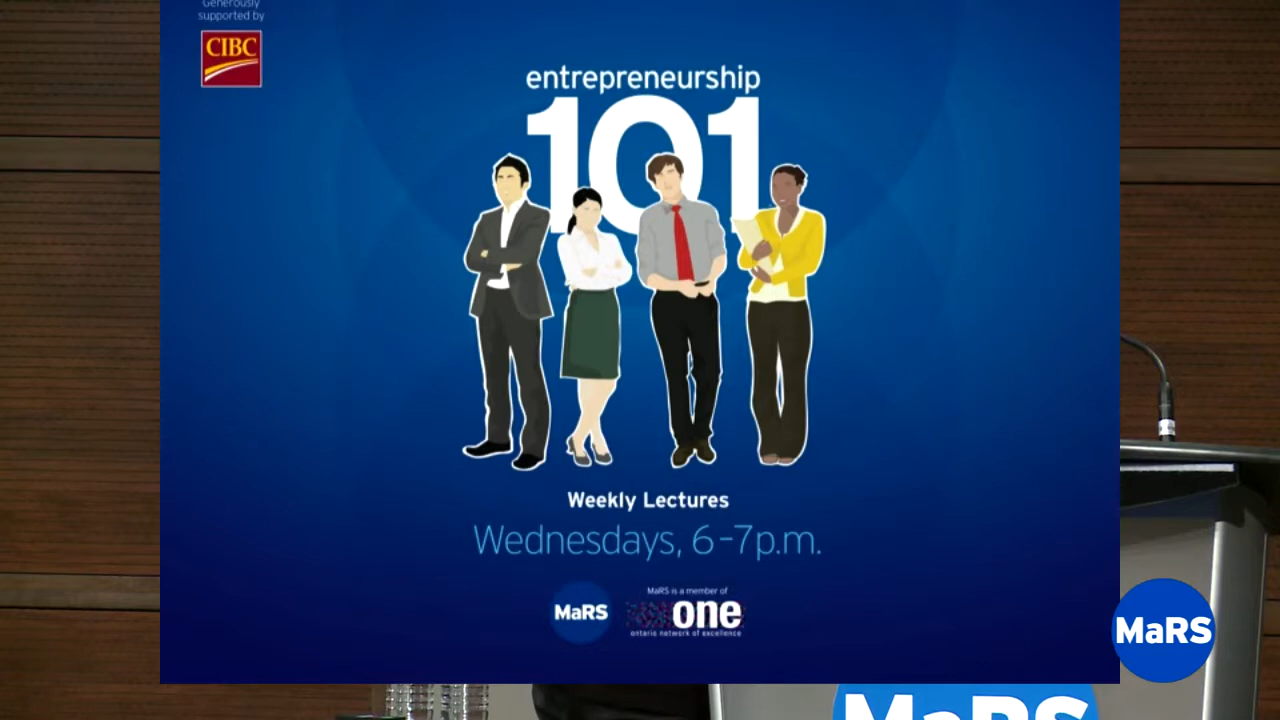 Generously
supported by
CIBC
entrepreneurship
101
Weekly Lectures
Wednesdays, 6-7p.m.
MaRS
MaRS is a member of
one
ontario network of excellence
MaRS
MaRS